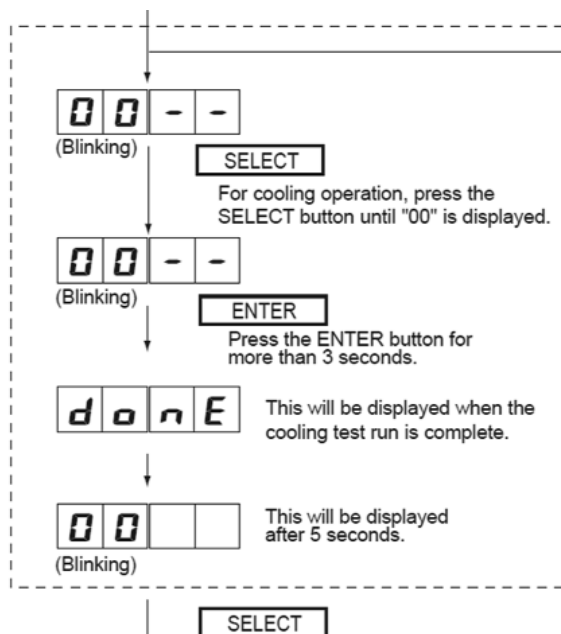 00--
(Blinking)
SELECT
For cooling operation, press the
SELECT button until "00" is displayed.
00--
(Blinking)
ENTER
Press the ENTER button for
more than 3 seconds.
donE
This will be displayed when the
cooling test run is complete.
00
This will be displayed
after 5 seconds.
(Blinking)
SELECT